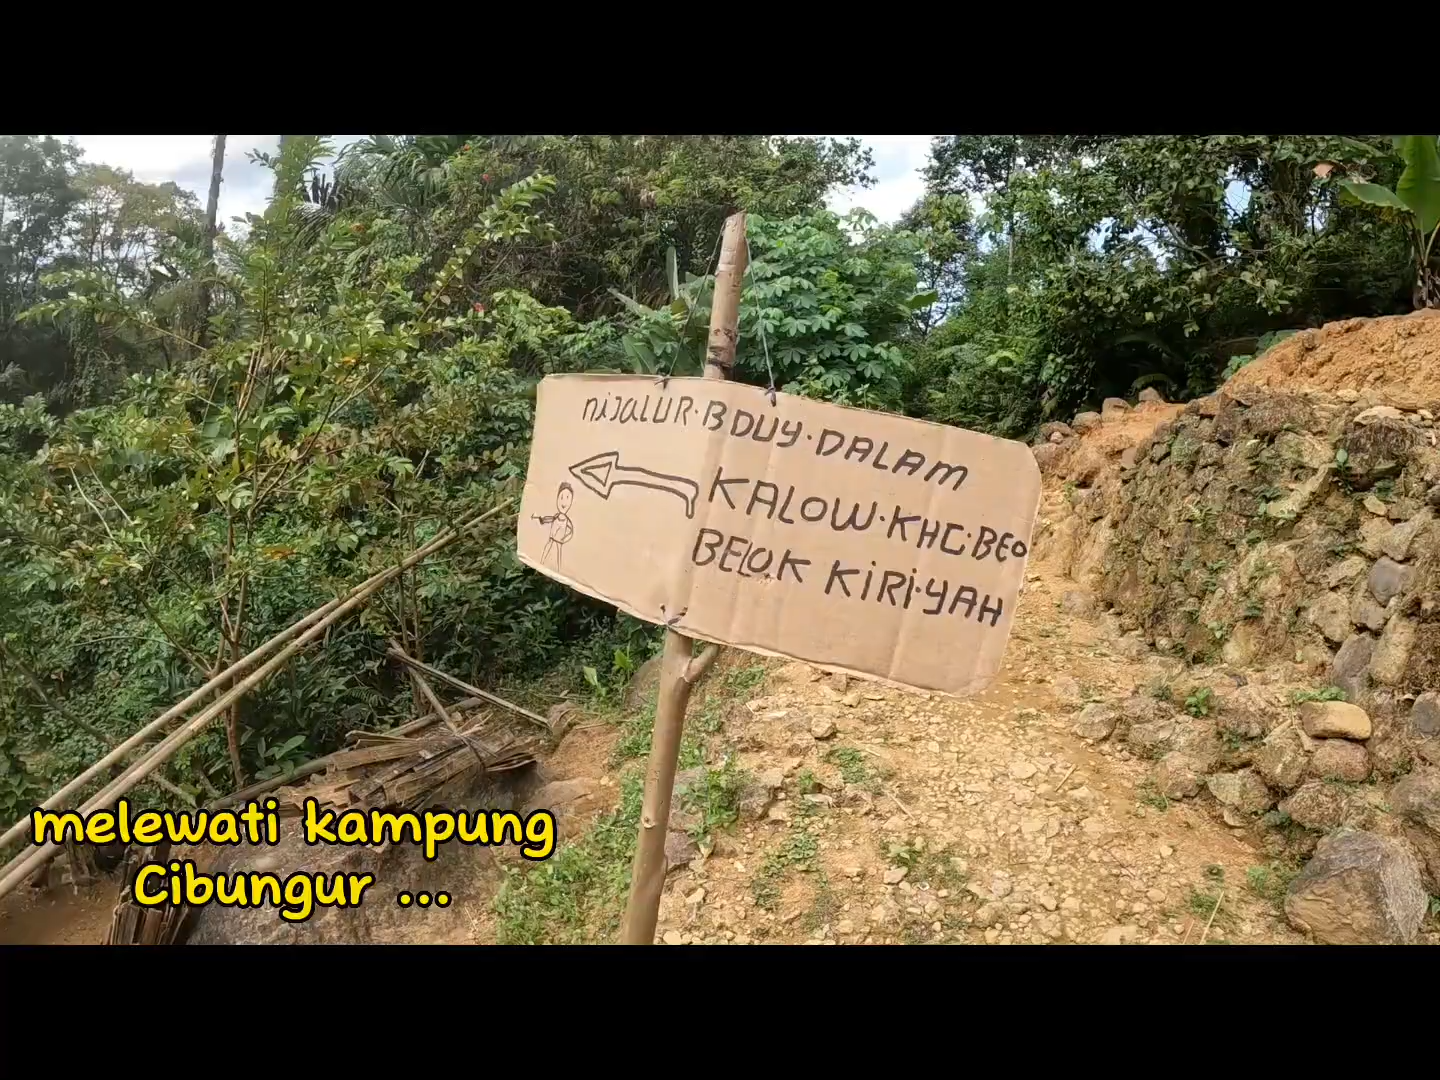 niJaLUR·BDUY·DALAM
KALOW·KHC·BEO
BELOK KiRi·YAH
melewati kampung
Cibungur ...